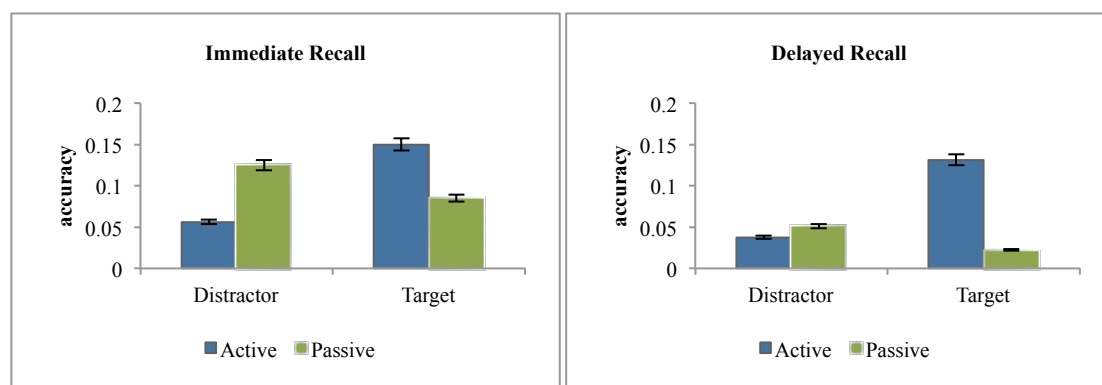 Immediate Recall
accuracy
0.2
0.15
0.1
0.05
0
Distractor Target
Active Passive
Delayed Recall
accuracy
0.2
0.15
0.1
0.05
0
Distractor Target
Active Passive